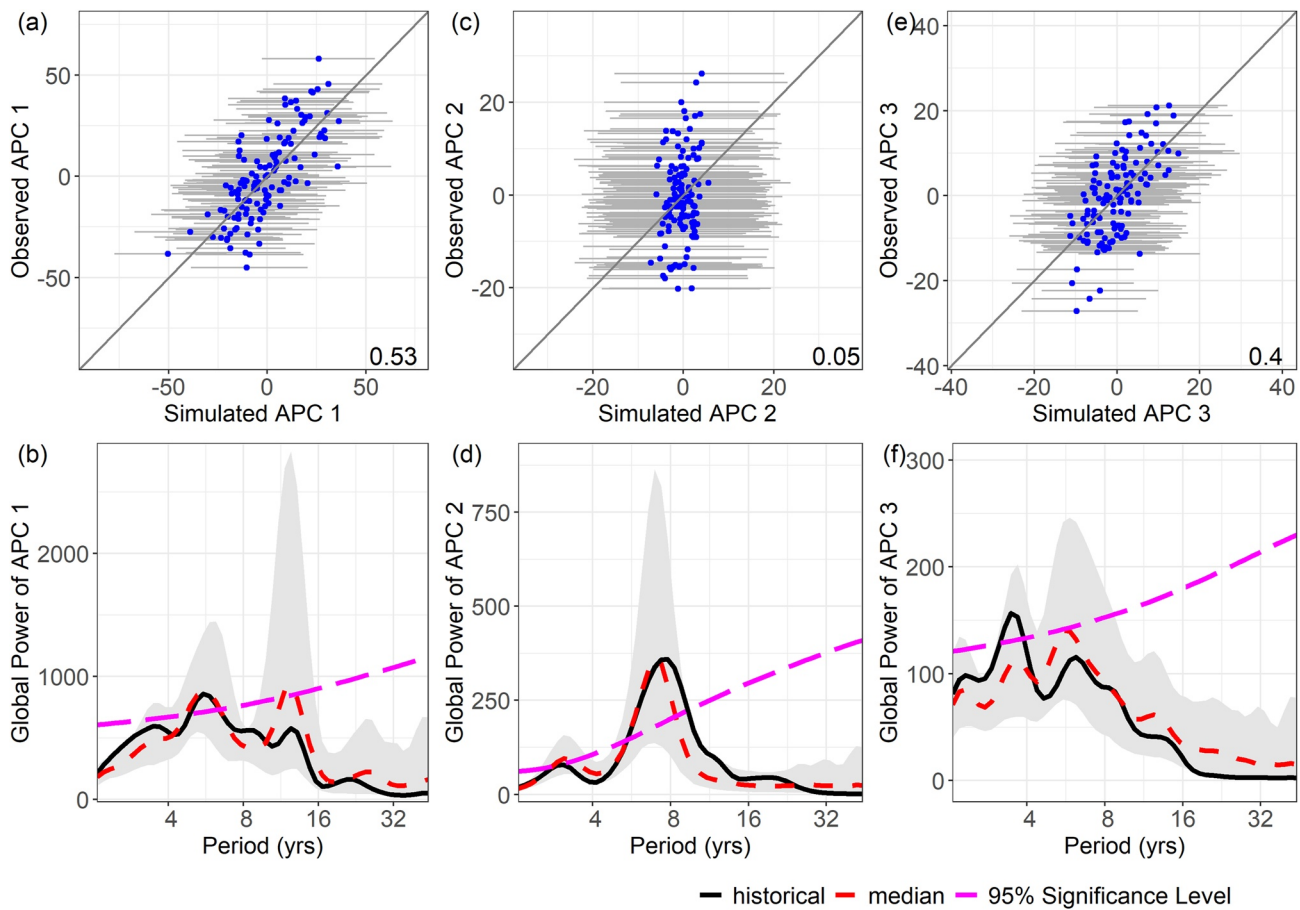 (a)
Observed APC 1
50
0
-50
-50
0
50
0.53
Simulated APC 1
(c)
Observed APC 2
20
0
-20
-20
0
20
0.05
Simulated APC 2
(e)
Observed APC 3
40
20
0
-20
-40
-40
-20
0
20
40
0.4
Simulated APC 3
(b)
Global Power of APC 1
2000
1000
0
4
8
16
32
Period (yrs)
(d)
Global Power of APC 2
750
500
250
0
4
8
16
32
Period (yrs)
(f)
Global Power of APC 3
300
200
100
0
4
8
16
32
Period (yrs)
historical median 95% Significance Level